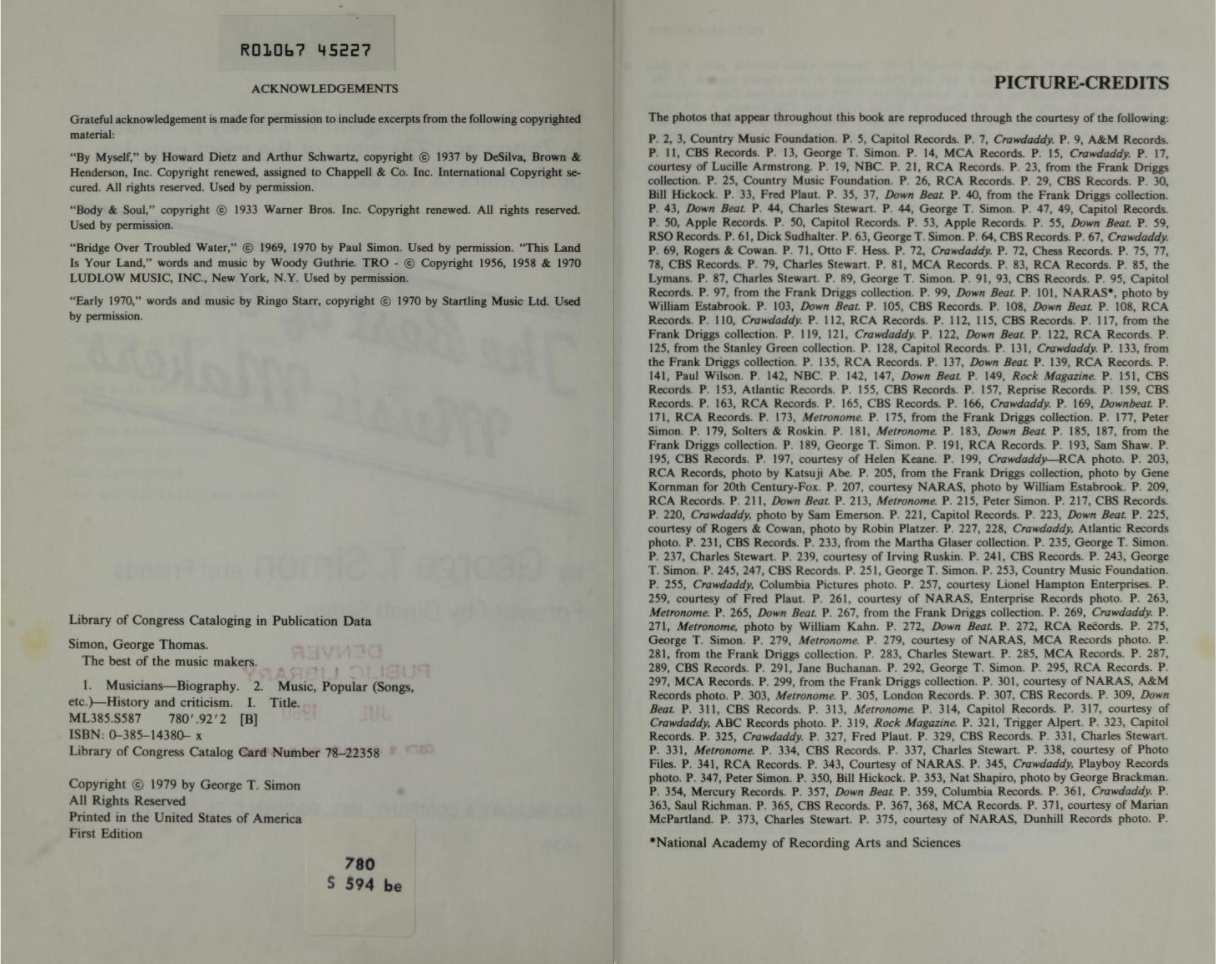 R01067 45227
ACKNOWLEDGEMENTS
Grateful acknowledgement is made for permission to include excerpts from the following copyrighted
material:
"By Myself," by Howard Dietz and Arthur Schwartz, copyright © 1937 by DeSilva, Brown &
Henderson, Inc. Copyright renewed, assigned to Chappell & Co. Inc. International Copyright se-
cured. All rights reserved. Used by permission.
"Body & Soul," copyright © 1933 Warner Bros. Inc. Copyright renewed. All rights reserved.
Used by permission.
"Bridge Over Troubled Water," © 1969, 1970 by Paul Simon. Used by permission. "This Land
Is Your Land," words and music by Woody Guthrie. TRO - © Copyright 1956, 1958 & 1970
LUDLOW MUSIC, INC., New York, N.Y. Used by permission.
"Early 1970," words and music by Ringo Starr, copyright © 1970 by Startling Music Ltd. Used
by permission.
Library of Congress Cataloging in Publication Data
Simon, George Thomas.
The best of the music makers.
1. Musicians—Biography. 2. Music, Popular (Songs,
etc.)—History and criticism. I. Title.
ML385.S587 780'.92'2 [B]
ISBN: 0–385–14380– x
Library of Congress Catalog Card Number 78–22358
Copyright © 1979 by George T. Simon
All Rights Reserved
Printed in the United States of America
First Edition
780
S 594 be
PICTURE-CREDITS
The photos that appear throughout this book are reproduced through the courtesy of the following:
P. 2, 3, Country Music Foundation. P. 5, Capitol Records. P. 7, Crawdaddy. P. 9, A&M Records.
P. 11, CBS Records. P. 13, George T. Simon. P. 14, MCA Records. P. 15, Crawdaddy. P. 17,
courtesy of Lucille Armstrong. P. 19, NBC. P. 21, RCA Records. P. 23, from the Frank Driggs
collection. P. 25, Country Music Foundation. P. 26, RCA Records. P. 29, CBS Records. P. 30,
Bill Hickock. P. 33, Fred Plaut. P. 35, 37, Down Beat. P. 40, from the Frank Driggs collection.
P. 43, Down Beat. P. 44, Charles Stewart. P. 44, George T. Simon. P. 47, 49, Capitol Records.
P. 50, Apple Records. P. 50, Capitol Records. P. 53, Apple Records. P. 55, Down Beat. P. 59,
RSO Records. P. 61, Dick Sudhalter. P. 63, George T. Simon. P. 64, CBS Records. P. 67, Crawdaddy.
P. 69, Rogers & Cowan. P. 71, Otto F. Hess. P. 72, Crawdaddy. P. 72, Chess Records. P. 75, 77,
78, CBS Records. P. 79, Charles Stewart. P. 81, MCA Records. P. 83, RCA Records. P. 85, the
Lymans. P. 87, Charles Stewart. P. 89, George T. Simon. P. 91, 93, CBS Records. P. 95, Capitol
Records. P. 97, from the Frank Driggs collection. P. 99, Down Beat. P. 101, NARAS*, photo by
William Estabrook. P. 103, Down Beat. P. 105, CBS Records. P. 108, Down Beat. P. 108, RCA
Records. P. 110, Crawdaddy. P. 112, RCA Records. P. 112, 115, CBS Records. P. 117, from the
Frank Driggs collection. P. 119, 121, Crawdaddy. P. 122, Down Beat. P. 122, RCA Records. P.
125, from the Stanley Green collection. P. 128, Capitol Records. P. 131, Crawdaddy. P. 133, from
the Frank Driggs collection. P. 135, RCA Records. P. 137, Down Beat. P. 139, RCA Records. P.
141, Paul Wilson. P. 142, NBC. P. 142, 147, Down Beat. P. 149, Rock Magazine. P. 151, CBS
Records. P. 153, Atlantic Records. P. 155, CBS Records. P. 157, Reprise Records. P. 159, CBS
Records. P. 163, RCA Records. P. 165, CBS Records. P. 166, Crawdaddy. P. 169, Downbeat. P.
171, RCA Records. P. 173, Metronome. P. 175, from the Frank Driggs collection. P. 177, Peter
Simon. P. 179, Solters & Roskin. P. 181, Metronome. P. 183, Down Beat. P. 185, 187, from the
Frank Driggs collection. P. 189, George T. Simon. P. 191, RCA Records. P. 193, Sam Shaw. P.
195, CBS Records. P. 197, courtesy of Helen Keane. P. 199, Crawdaddy—RCA photo. P. 203,
RCA Records, photo by Katsuji Abe. P. 205, from the Frank Driggs collection, photo by Gene
Kornman for 20th Century-Fox. P. 207, courtesy NARAS, photo by William Estabrook. P. 209,
RCA Records. P. 211, Down Beat. P. 213, Metronome. P. 215, Peter Simon. P. 217, CBS Records.
P. 220, Crawdaddy, photo by Sam Emerson. P. 221, Capitol Records. P. 223, Down Beat. P. 225,
courtesy of Rogers & Cowan, photo by Robin Platzer. P. 227, 228, Crawdaddy, Atlantic Records
photo. P. 231, CBS Records. P. 233, from the Martha Glaser collection. P. 235, George T. Simon.
P. 237, Charles Stewart. P. 239, courtesy of Irving Ruskin. P. 241, CBS Records. P. 243, George
T. Simon. P. 245, 247, CBS Records. P. 251, George T. Simon. P. 253, Country Music Foundation.
P. 255, Crawdaddy, Columbia Pictures photo. P. 257, courtesy Lionel Hampton Enterprises. P.
259, courtesy of Fred Plaut. P. 261, courtesy of NARAS, Enterprise Records photo. P. 263,
Metronome. P. 265, Down Beat. P. 267, from the Frank Driggs collection. P. 269, Crawdaddy. P.
271, Metronome, photo by William Kahn. P. 272, Down Beat. P. 272, RCA Records. P. 275,
George T. Simon. P. 279, Metronome. P. 279, courtesy of NARAS, MCA Records photo. P.
281, from the Frank Driggs collection. P. 283, Charles Stewart. P. 285, MCA Records. P. 287,
289, CBS Records. P. 291, Jane Buchanan. P. 292, George T. Simon. P. 295, RCA Records. P.
297, MCA Records. P. 299, from the Frank Driggs collection. P. 301, courtesy of NARAS, A&M
Records photo. P. 303, Metronome. P. 305, London Records. P. 307, CBS Records. P. 309, Down
Beat. P. 311, CBS Records. P. 313, Metronome. P. 314, Capitol Records. P. 317, courtesy of
Crawdaddy, ABC Records photo. P. 319, Rock Magazine. P. 321, Trigger Alpert. P. 323, Capitol
Records. P. 325, Crawdaddy. P. 327, Fred Plaut. P. 329, CBS Records. P. 331, Charles Stewart.
P. 331, Metronome. P. 334, CBS Records. P. 337, Charles Stewart. P. 338, courtesy of Photo
Files. P. 341, RCA Records. P. 343, Courtesy of NARAS. P. 345, Crawdaddy, Playboy Records
photo. P. 347, Peter Simon. P. 350, Bill Hickock. P. 353, Nat Shapiro, photo by George Brackman.
P. 354, Mercury Records. P. 357, Down Beat. P. 359, Columbia Records. P. 361, Crawdaddy. P.
363, Saul Richman. P. 365, CBS Records. P. 367, 368, MCA Records. P. 371, courtesy of Marian
McPartland. P. 373, Charles Stewart. P. 375, courtesy of NARAS, Dunhill Records photo. P.
*National Academy of Recording Arts and Sciences